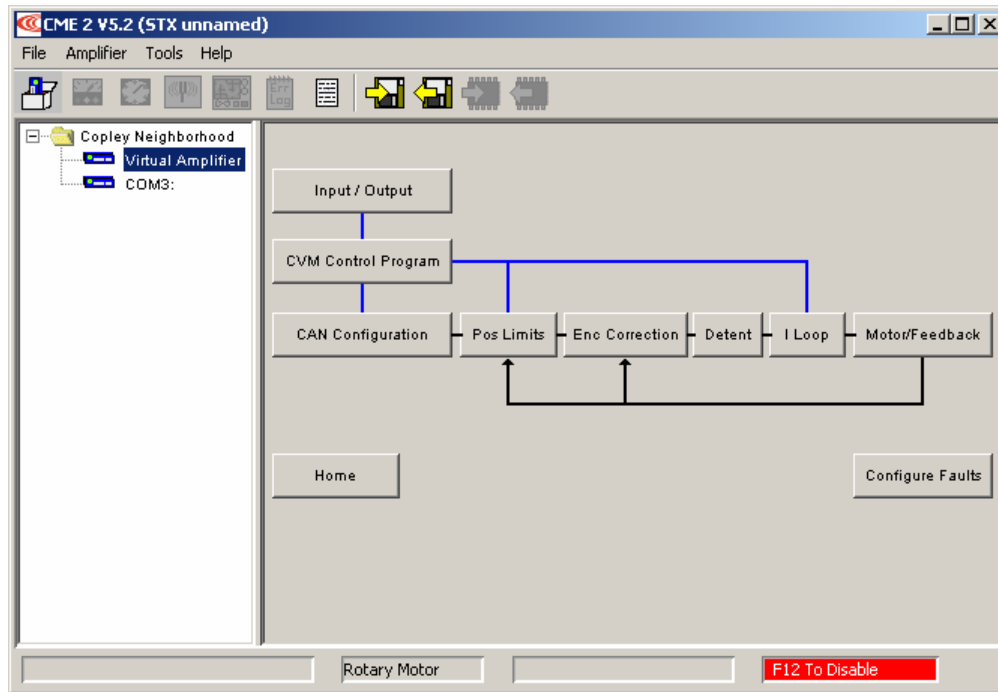 CME 2 V5.2 (STX unnamed)
File Amplifier Tools Help
Err
Log
Copley Neighborhood
Virtual Amplifier
COM3:
Input / Output
CVM Control Program
CAN Configuration
Pos Limits
Enc Correction
Detent
I Loop
Motor/Feedback
Home
Configure Faults
Rotary Motor
F12 To Disable